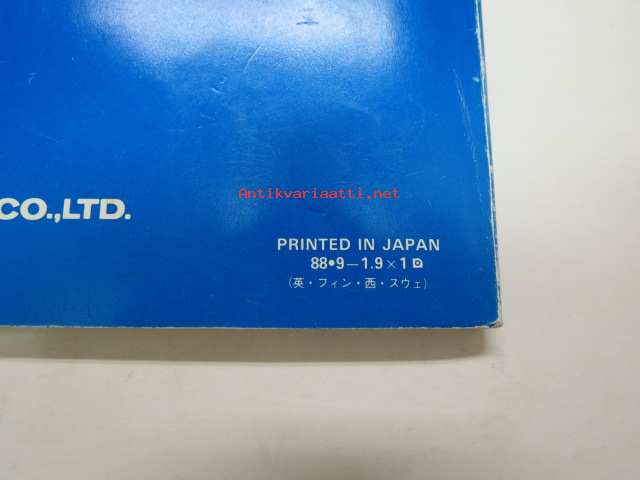 Antikvariaatti.net
CO.,LTD.
PRINTED IN JAPAN
88•9－1.9×1
(英・フィン・西・スウェ)